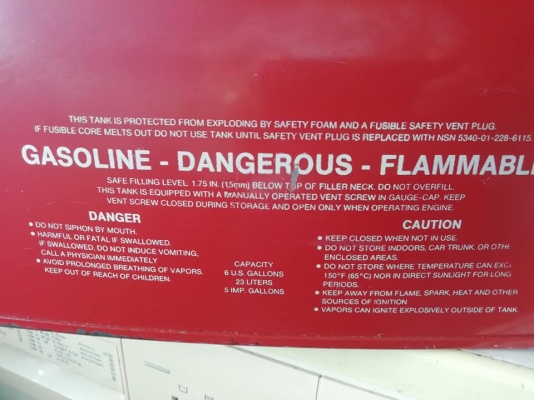 THIS TANK IS PROTECTED FROM EXPLODING BY SAFETY FOAM AND A FUSIBLE SAFETY VENT PLUG.
IF FUSIBLE CORE MELTS OUT DO NOT USE TANK UNTIL SAFETY VENT PLUG IS REPLACED WITH NSN 5340-01-228-6115.
GASOLINE - DANGEROUS - FLAMMABL
SAFE FILLING LEVEL: 1.75 IN. (15mm) BELOW TOP OF FILLER NECK. DO NOT OVERFILL.
THIS TANK IS EQUIPPED WITH A MANUALLY OPERATED VENT SCREW IN GAUGE-CAP. KEEP
VENT SCREW CLOSED DURING STORAGE AND OPEN ONLY WHEN OPERATING ENGINE.
DANGER
• DO NOT SIPHON BY MOUTH.
• HARMFUL OR FATAL IF SWALLOWED.
IF SWALLOWED, DO NOT INDUCE VOMITING,
CALL A PHYSICIAN IMMEDIATELY
• AVOID PROLONGED BREATHING OF VAPORS.
KEEP OUT OF REACH OF CHILDREN.
CAPACITY
6 U.S. GALLONS
23 LITERS
5 IMP. GALLONS
CAUTION
• KEEP CLOSED WHEN NOT IN USE.
• DO NOT STORE INDOORS, CAR TRUNK, OR OTHE
ENCLOSED AREAS.
• DO NOT STORE WHERE TEMPERATURE CAN EXC
150°F (65°C) NOR IN DIRECT SUNLIGHT FOR LONG
PERIODS.
• KEEP AWAY FROM FLAME, SPARK, HEAT AND OTHER
SOURCES OF IGNITION
• VAPORS CAN IGNITE EXPLOSIVELY OUTSIDE OF TANK.